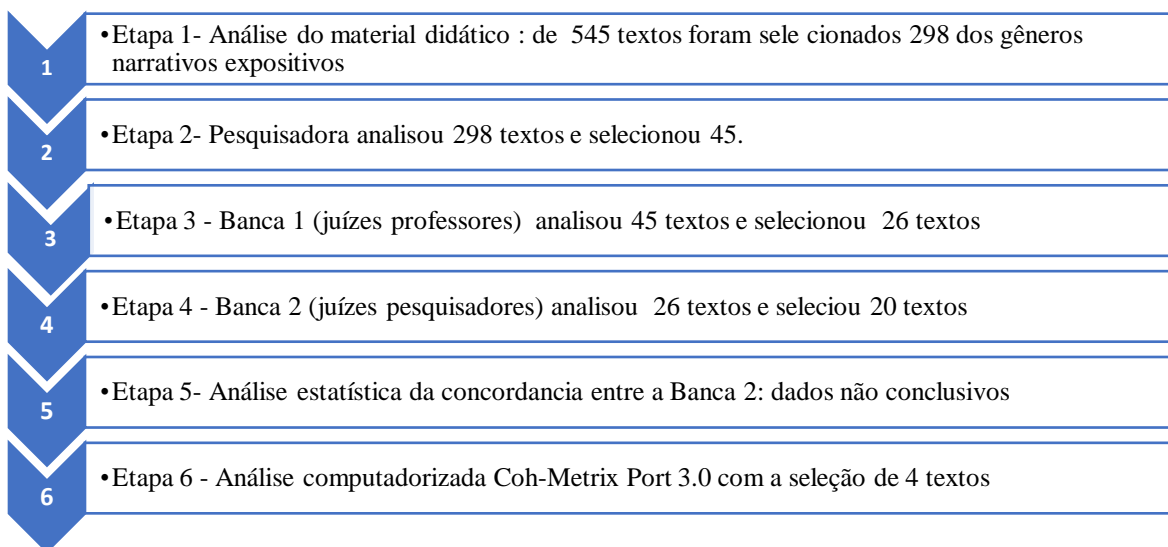 1
•Etapa 1- Análise do material didático : de 545 textos foram sele cionados 298 dos gêneros
narrativos expositivos
2
•Etapa 2- Pesquisadora analisou 298 textos e selecionou 45.
3
•Etapa 3 - Banca 1 (juízes professores) analisou 45 textos e selecionou 26 textos
4
•Etapa 4 - Banca 2 (juízes pesquisadores) analisou 26 textos e seleciou 20 textos
5
•Etapa 5- Análise estatística da concordancia entre a Banca 2: dados não conclusivos
6
•Etapa 6 - Análise computadorizada Coh-Metrix Port 3.0 com a seleção de 4 textos